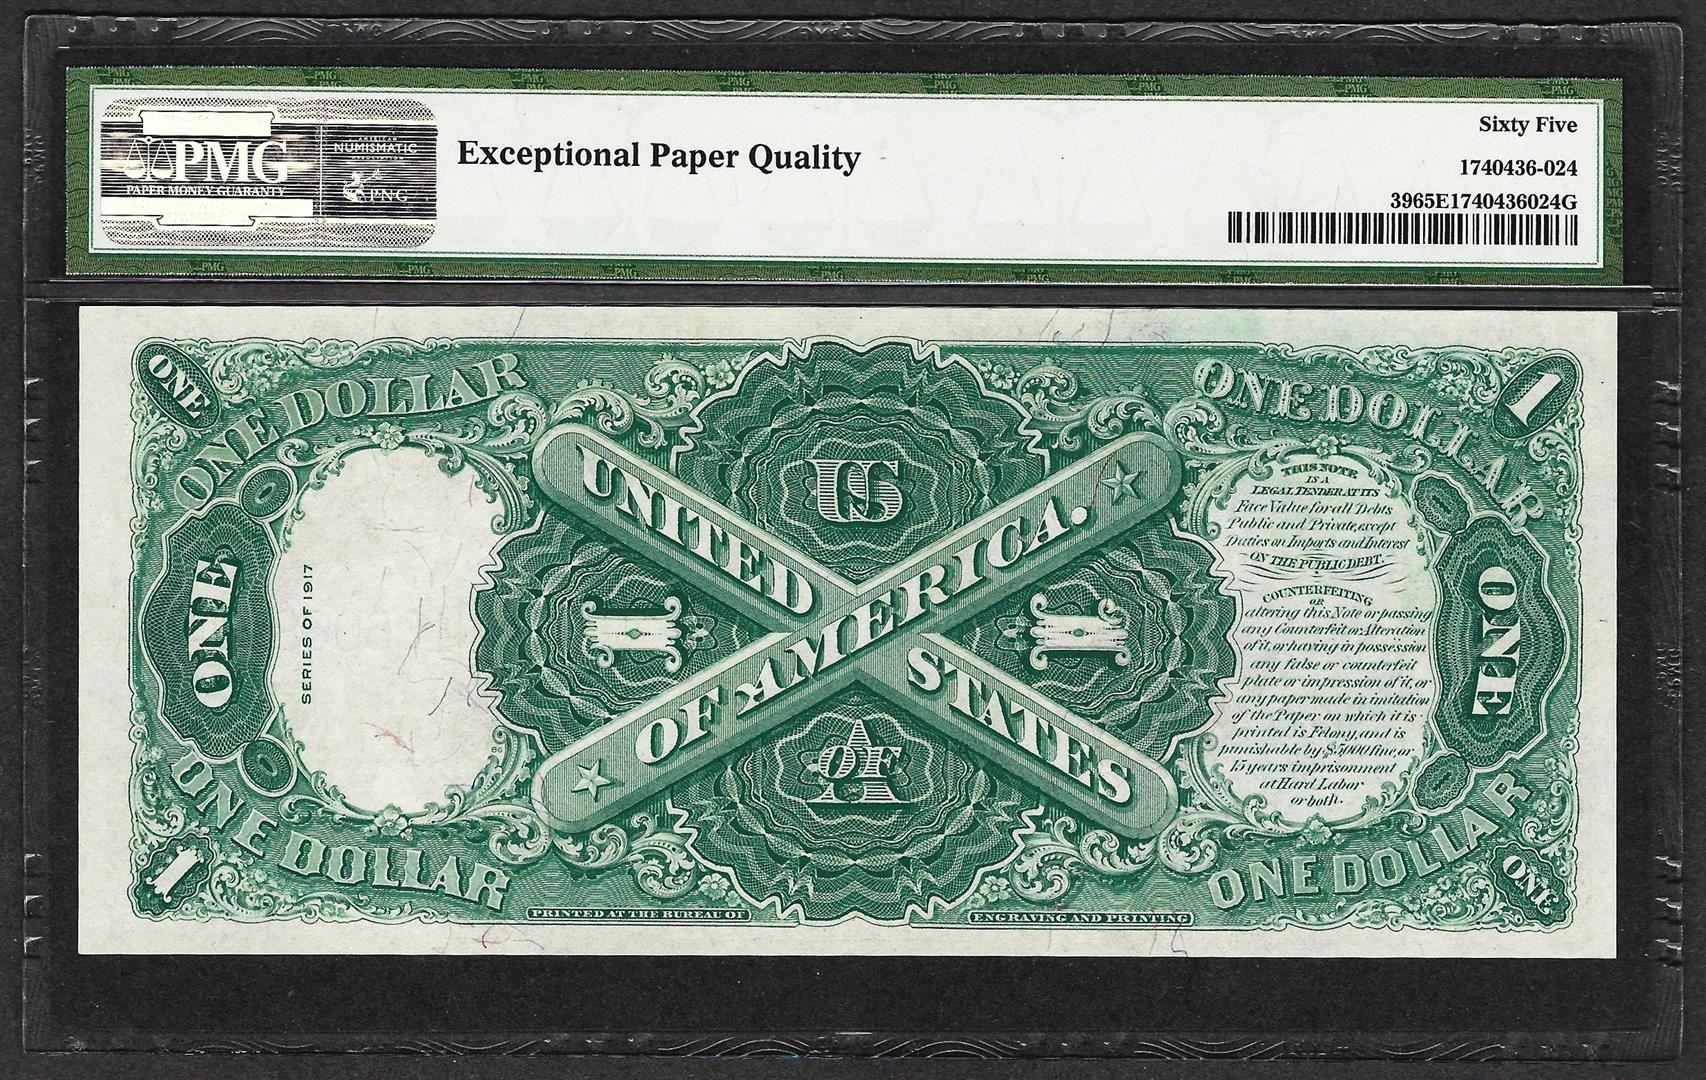 PMG
PAPER MONEY GUARANTY
AMERICAN
NUMISMATIC
PNG
Exceptional Paper Quality
Sixty Five
1740436-024
3965E1740436024G
ONE
ONE DOLLAR
ONE DOLLAR
1
ONE
SERIES OF 1917
US
UNITED
STATES
OF AMERICA.
1
1
OF
A
86
THIS NOTE
IS A
LEGAL TENDER AT ITS
Face Value for all Debts
Public and Private, except
Duties on Imports and Interest
ON THE PUBLIC DEBT.
COUNTERFEITING
OR
altering this Note or passing
any Counterfeit or Alteration
of it, or having in possession
any false or counterfeit
plate or impression of it, or
any paper made in imitation
of the Paper on which it is
printed is Felony, and is
punishable by $5000 fine, or
15 years imprisonment
at Hard Labor
or both.
ONE
1
ONE DOLLAR
ONE DOLLAR
ONE
PRINTED AT THE BUREAU OF
ENGRAVING AND PRINTING